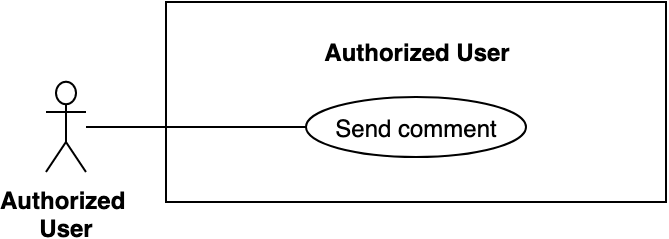 Authorized User
Send comment
Authorized
User